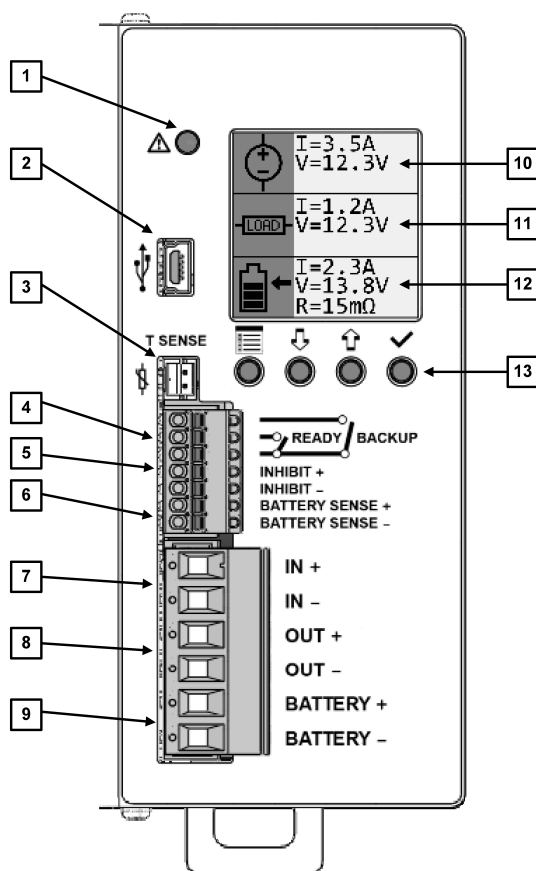 1
2
3
4
5
6
7
8
9
10
11
12
13
I=3.5A
V=12.3V
LOAD
I=1.2A
V=12.3V
I=2.3A
V=13.8V
R=15mΩ
T SENSE
READY
BACKUP
INHIBIT +
INHIBIT –
BATTERY SENSE +
BATTERY SENSE –
IN +
IN –
OUT +
OUT –
BATTERY +
BATTERY –